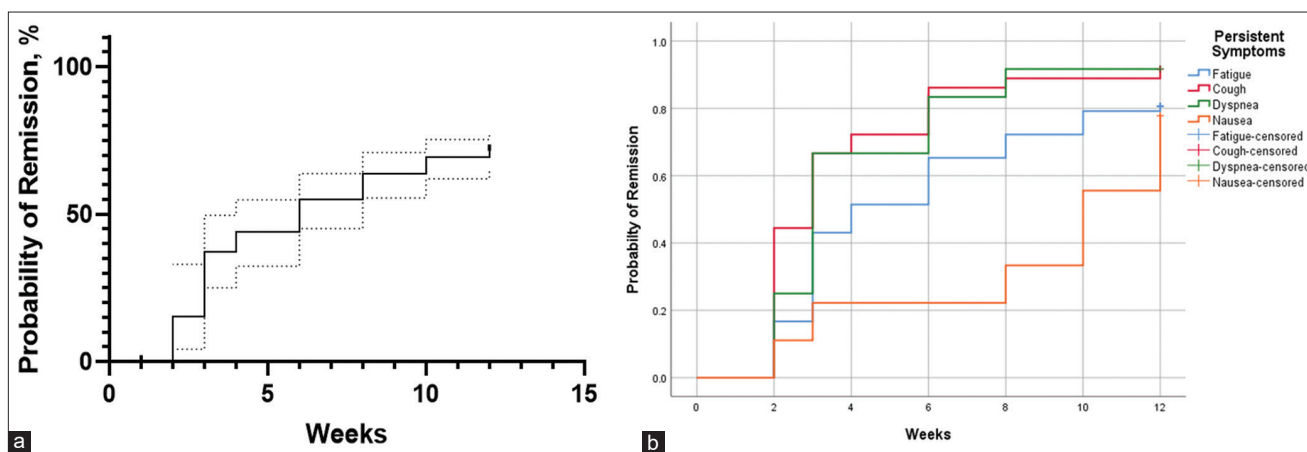 Probability of Remission, %
100
50
0
0 5 10 15
Weeks
a
Probabilty of Remission
1.0
0.8
0.6
0.4
0.2
0.0
0 2 4 6 8 10 12
Weeks
Persistent
Symptoms
Fatigue
Cough
Dyspnea
Nausea
Fatigue-censored
Cough-censored
Dyspnea-censored
Nausea-censored
b